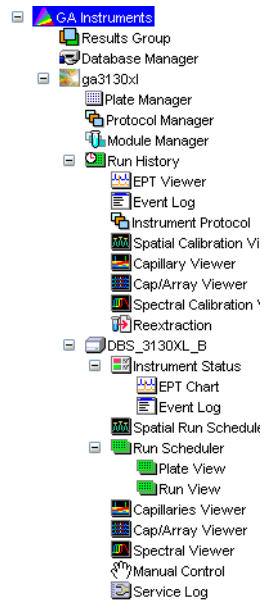 GA Instruments
Results Group
Database Manager
ga3130xl
Plate Manager
Protocol Manager
Module Manager
Run History
EPT Viewer
Event Log
Instrument Protocol
Spatial Calibration Vi
Capillary Viewer
Cap/Array Viewer
Spectral Calibration V
Reextraction
DBS_3130XL_B
Instrument Status
EPT Chart
Event Log
Spatial Run Schedule
Run Scheduler
Plate View
Run View
Capillaries Viewer
Cap/Array Viewer
Spectral Viewer
Manual Control
Service Log